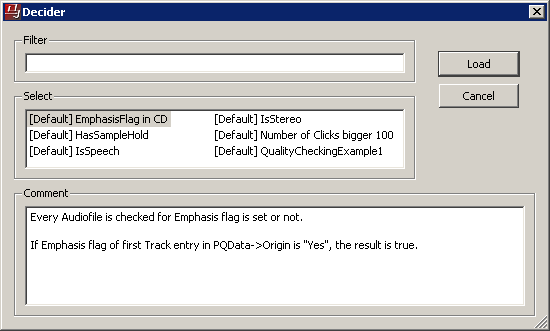 Decider
Filter
Load
Cancel
Select
[Default] EmphasisFlag in CD [Default] IsStereo
[Default] HasSampleHold [Default] Number of Clicks bigger 100
[Default] IsSpeech [Default] QualityCheckingExample1
Comment
Every Audiofile is checked for Emphasis flag is set or not.
If Emphasis flag of first Track entry in PQData->Origin is "Yes", the result is true.